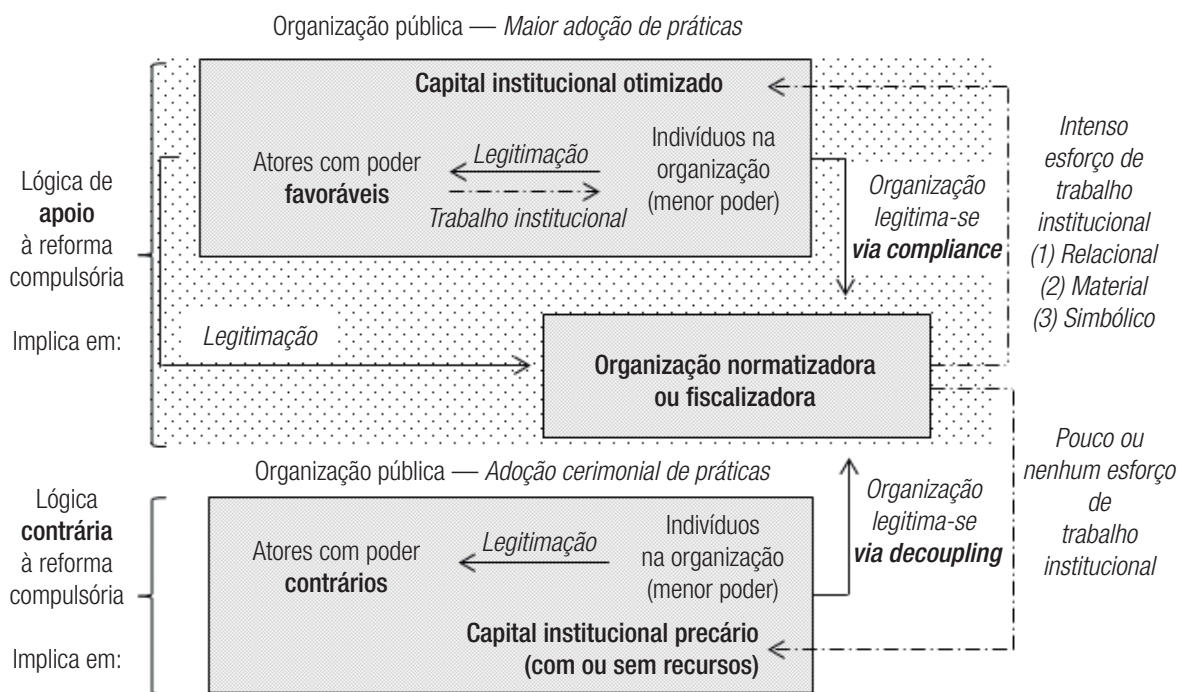 Organização pública — Maior adoção de práticas
Lógica de
apoio
à reforma
compulsória
Implica em:
Capital institucional otimizado
Atores com poder
favoráveis
Legitimação
Trabalho institucional
Indivíduos na
organização
(menor poder)
Organização
legitima-se
via compliance
Intenso
esforço de
trabalho
institucional
(1) Relacional
(2) Material
(3) Simbólico
Legitimação
Organização normatizadora
ou fiscalizadora
Organização pública — Adoção cerimonial de práticas
Lógica
contrária
à reforma
compulsória
Implica em:
Atores com poder
contrários
Legitimação
Indivíduos
na organização
(menor poder)
Capital institucional precário
(com ou sem recursos)
Organização
legitima-se
via decoupling
Pouco ou
nenhum esforço
de
trabalho
institucional